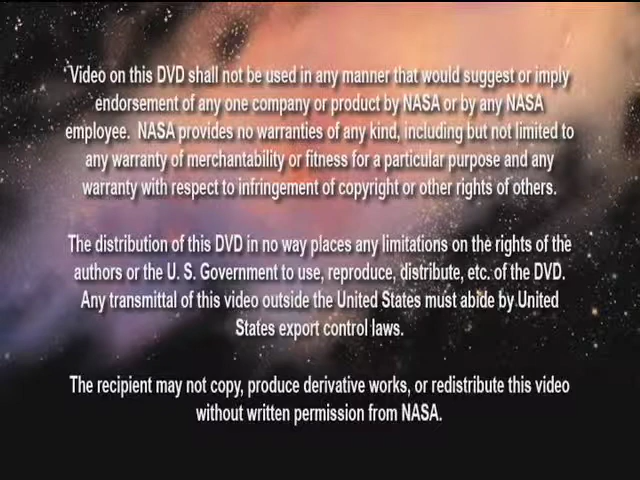 Video on this DVD shall not be used in any manner that would suggest or imply
endorsement of any one company or product by NASA or by any NASA
employee. NASA provides no warranties of any kind, including but not limited to
any warranty of merchantability or fitness for a particular purpose and any
warranty with respect to infringement of copyright or other rights of others.
The distribution of this DVD in no way places any limitations on the rights of the
authors or the U. S. Government to use, reproduce, distribute, etc. of the DVD.
Any transmittal of this video outside the United States must abide by United
States export control laws.
The recipient may not copy, produce derivative works, or redistribute this video
without written permission from NASA.